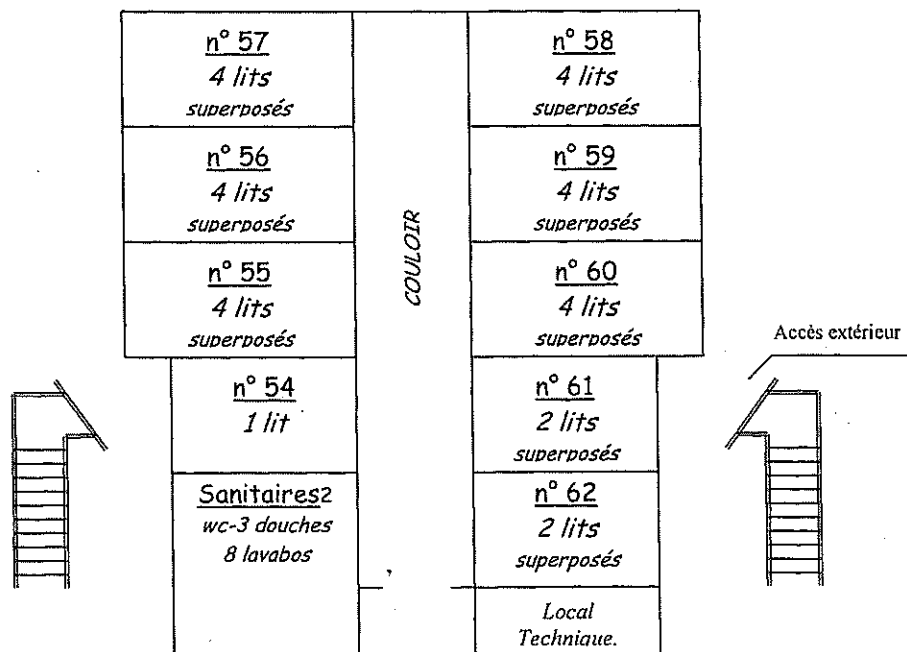 n° 57
4 lits
superposés
n° 58
4 lits
superposés
n° 56
4 lits
superposés
n° 59
4 lits
superposés
COULOIR
n° 55
4 lits
superposés
n° 60
4 lits
superposés
Accès extérieur
n° 54
1 lit
n° 61
2 lits
superposés
Sanitaires2
wc-3 douches
8 lavabos
n° 62
2 lits
superposés
Local
Technique.